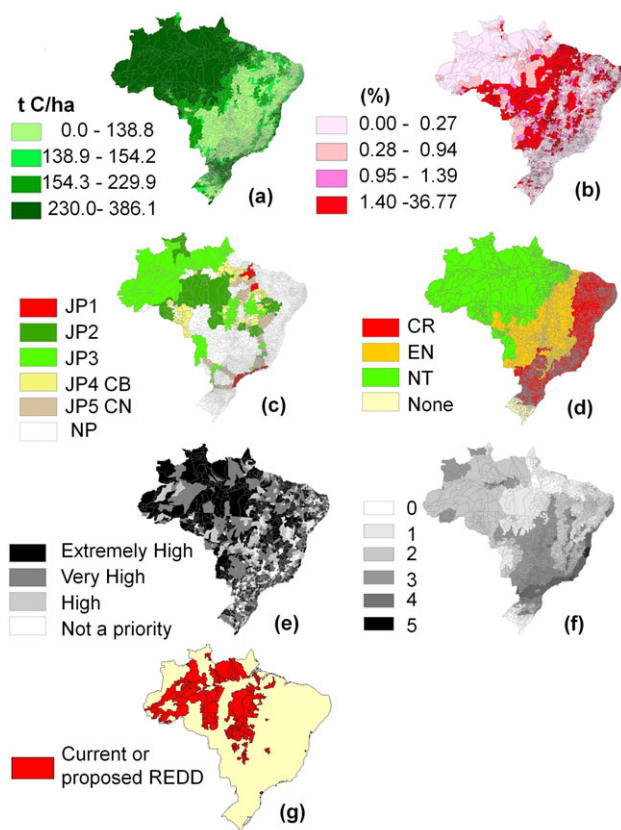 t C/ha
0.0 - 138.8
138.9 - 154.2
154.3 - 229.9
230.0- 386.1
(a)
(%)
0.00 - 0.27
0.28 - 0.94
0.95 - 1.39
1.40 -36.77
(b)
JP1
JP2
JP3
JP4 CB
JP5 CN
NP
(c)
CR
EN
NT
None
(d)
Extremely High
Very High
High
Not a priority
(e)
0
1
2
3
4
5
(f)
Current or
proposed REDD
(g)